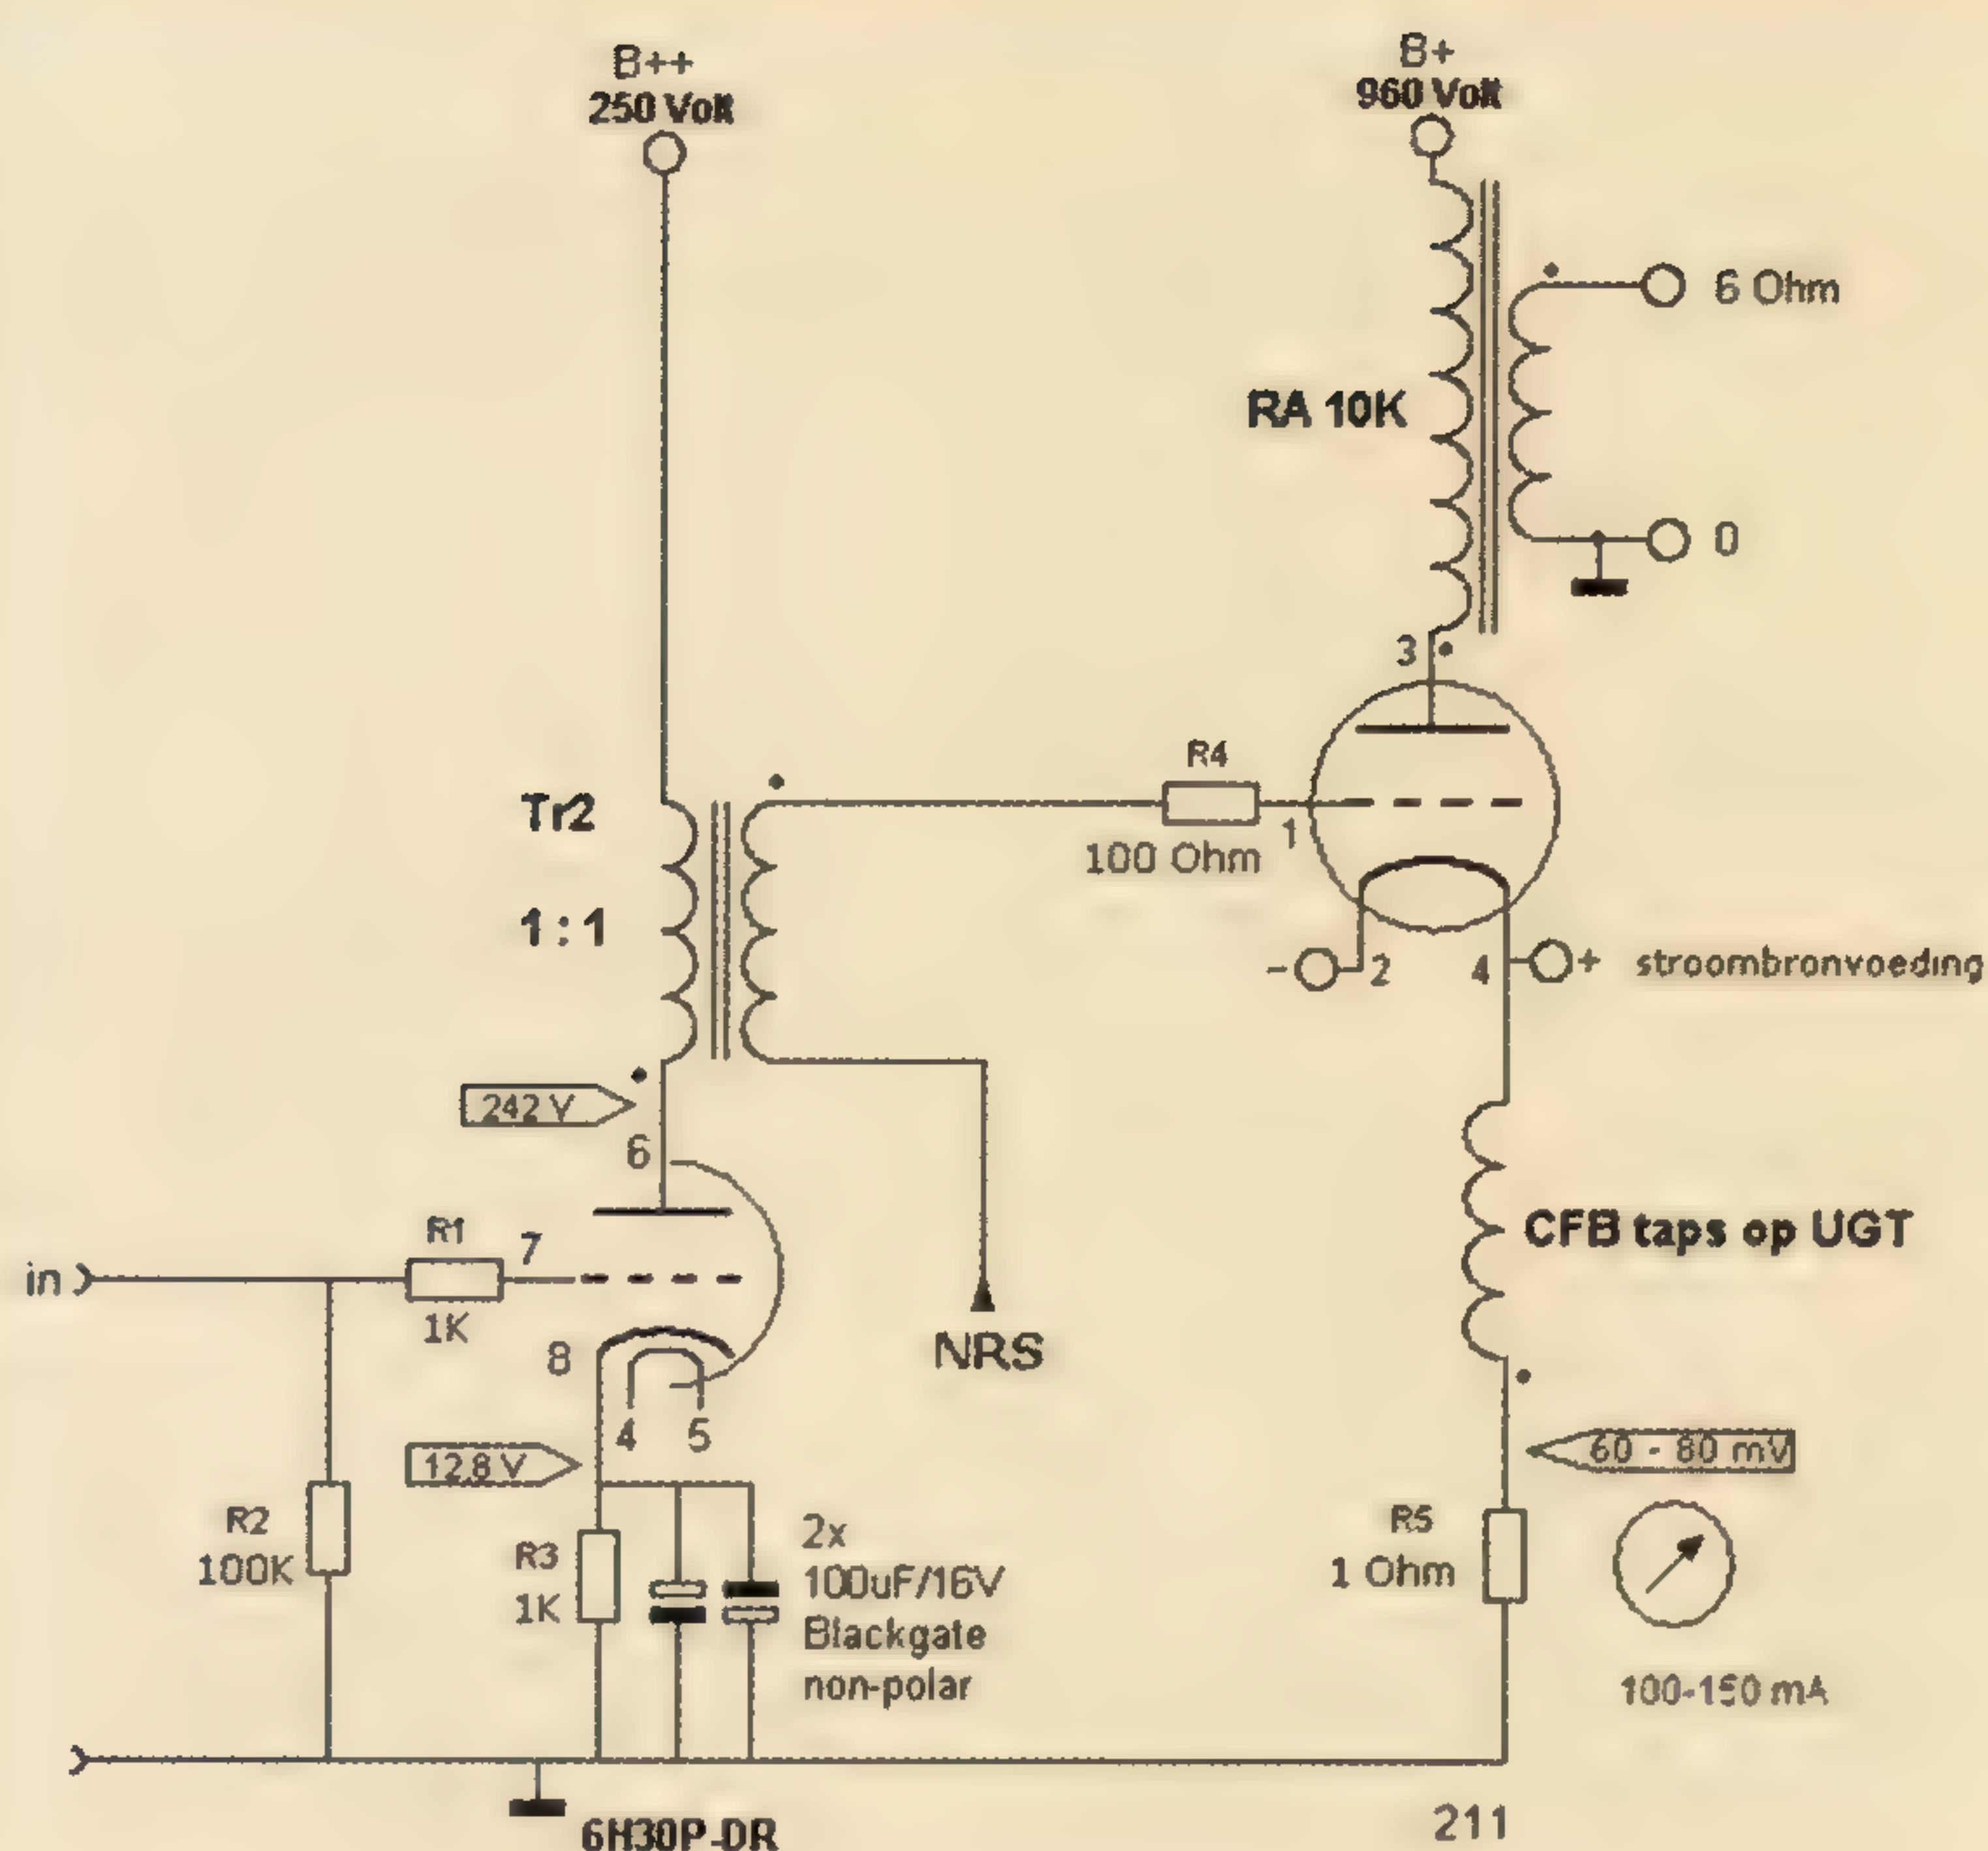 B++
250 Volt
B+
960 Volt
6 Ohm
RA 10K
0
3
Tr2
1:1
R4
100 Ohm
1
- 2
4 + stroombronvoeding
242 V
6
CFB taps op UGT
R1
7
in
1K
8
NRS
4 5
12,8 V
60 - 80 mV
R2
100K
R3
1K
2x
100uF/16V
Blackgate
non-polar
R5
1 Ohm
100-150 mA
6H30P-DR
211